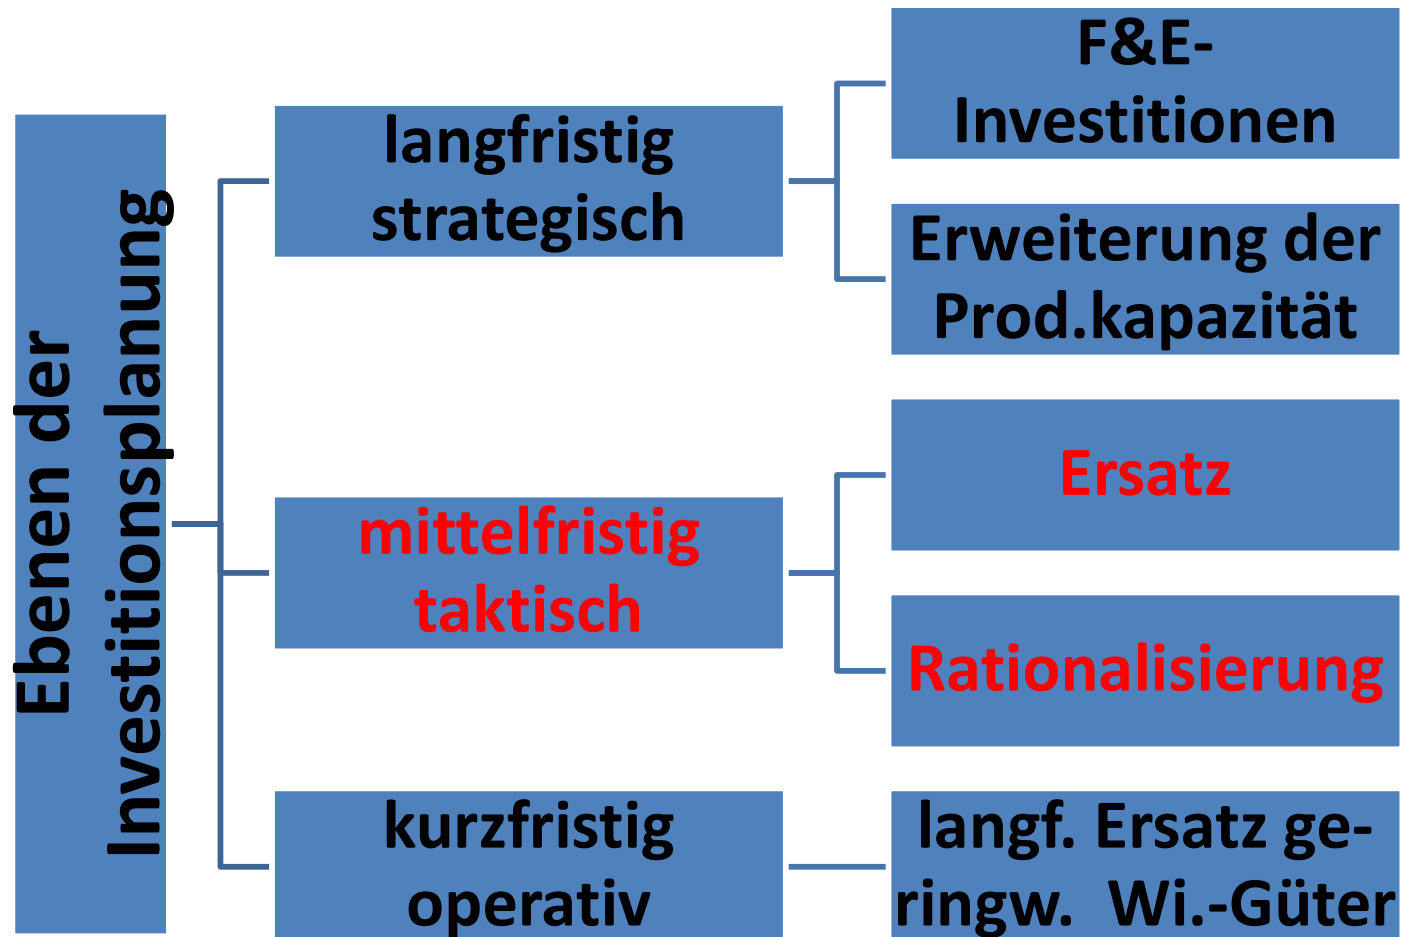 Ebenen der
Investitionsplanung
langfristig
strategisch
F&E-
Investitionen
Erweiterung der
Prod.kapazität
mittelfristig
taktisch
Ersatz
Rationalisierung
kurzfristig
operativ
langf. Ersatz ge-
ringw. Wi.-Güter